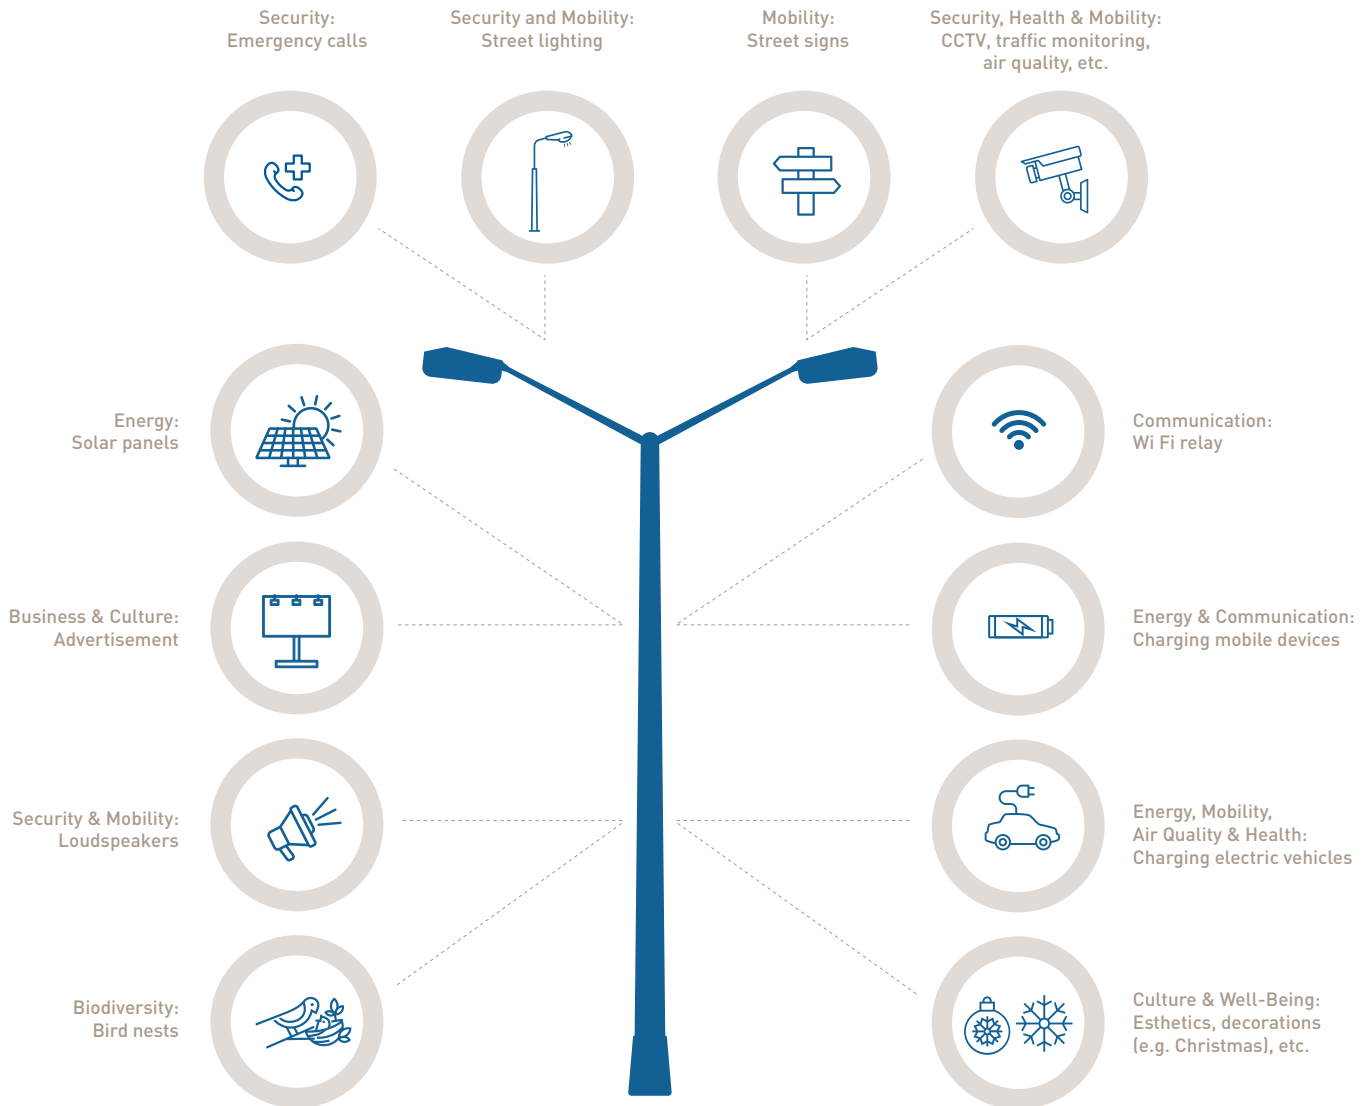 Security:
Emergency calls
Security and Mobility:
Street lighting
Mobility:
Street signs
Security, Health & Mobility:
CCTV, traffic monitoring,
air quality, etc.
Energy:
Solar panels
Communication:
Wi Fi relay
Business & Culture:
Advertisement
Energy & Communication:
Charging mobile devices
Security & Mobility:
Loudspeakers
Energy, Mobility,
Air Quality & Health:
Charging electric vehicles
Biodiversity:
Bird nests
Culture & Well-Being:
Esthetics, decorations
(e.g. Christmas), etc.